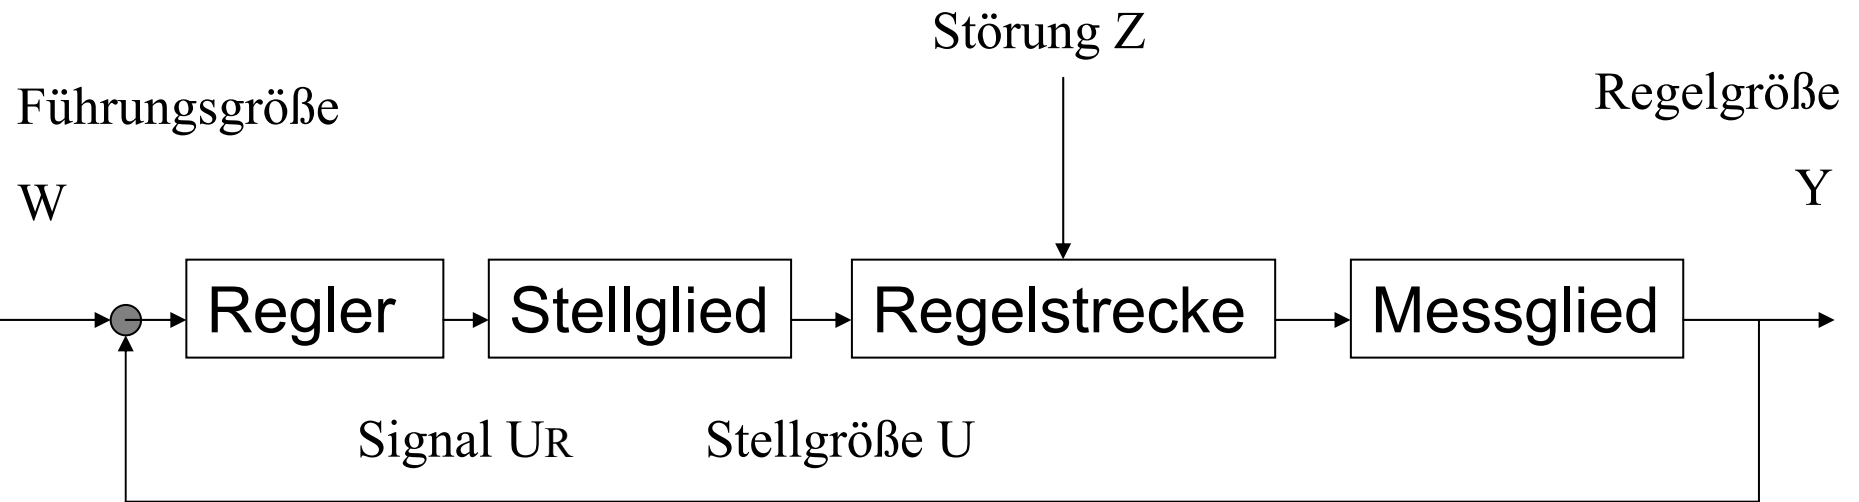 Störung Z
Führungsgröße
Regelgröße
W
Y
Regler
Stellglied
Regelstrecke
Messglied
Signal UR
Stellgröße U